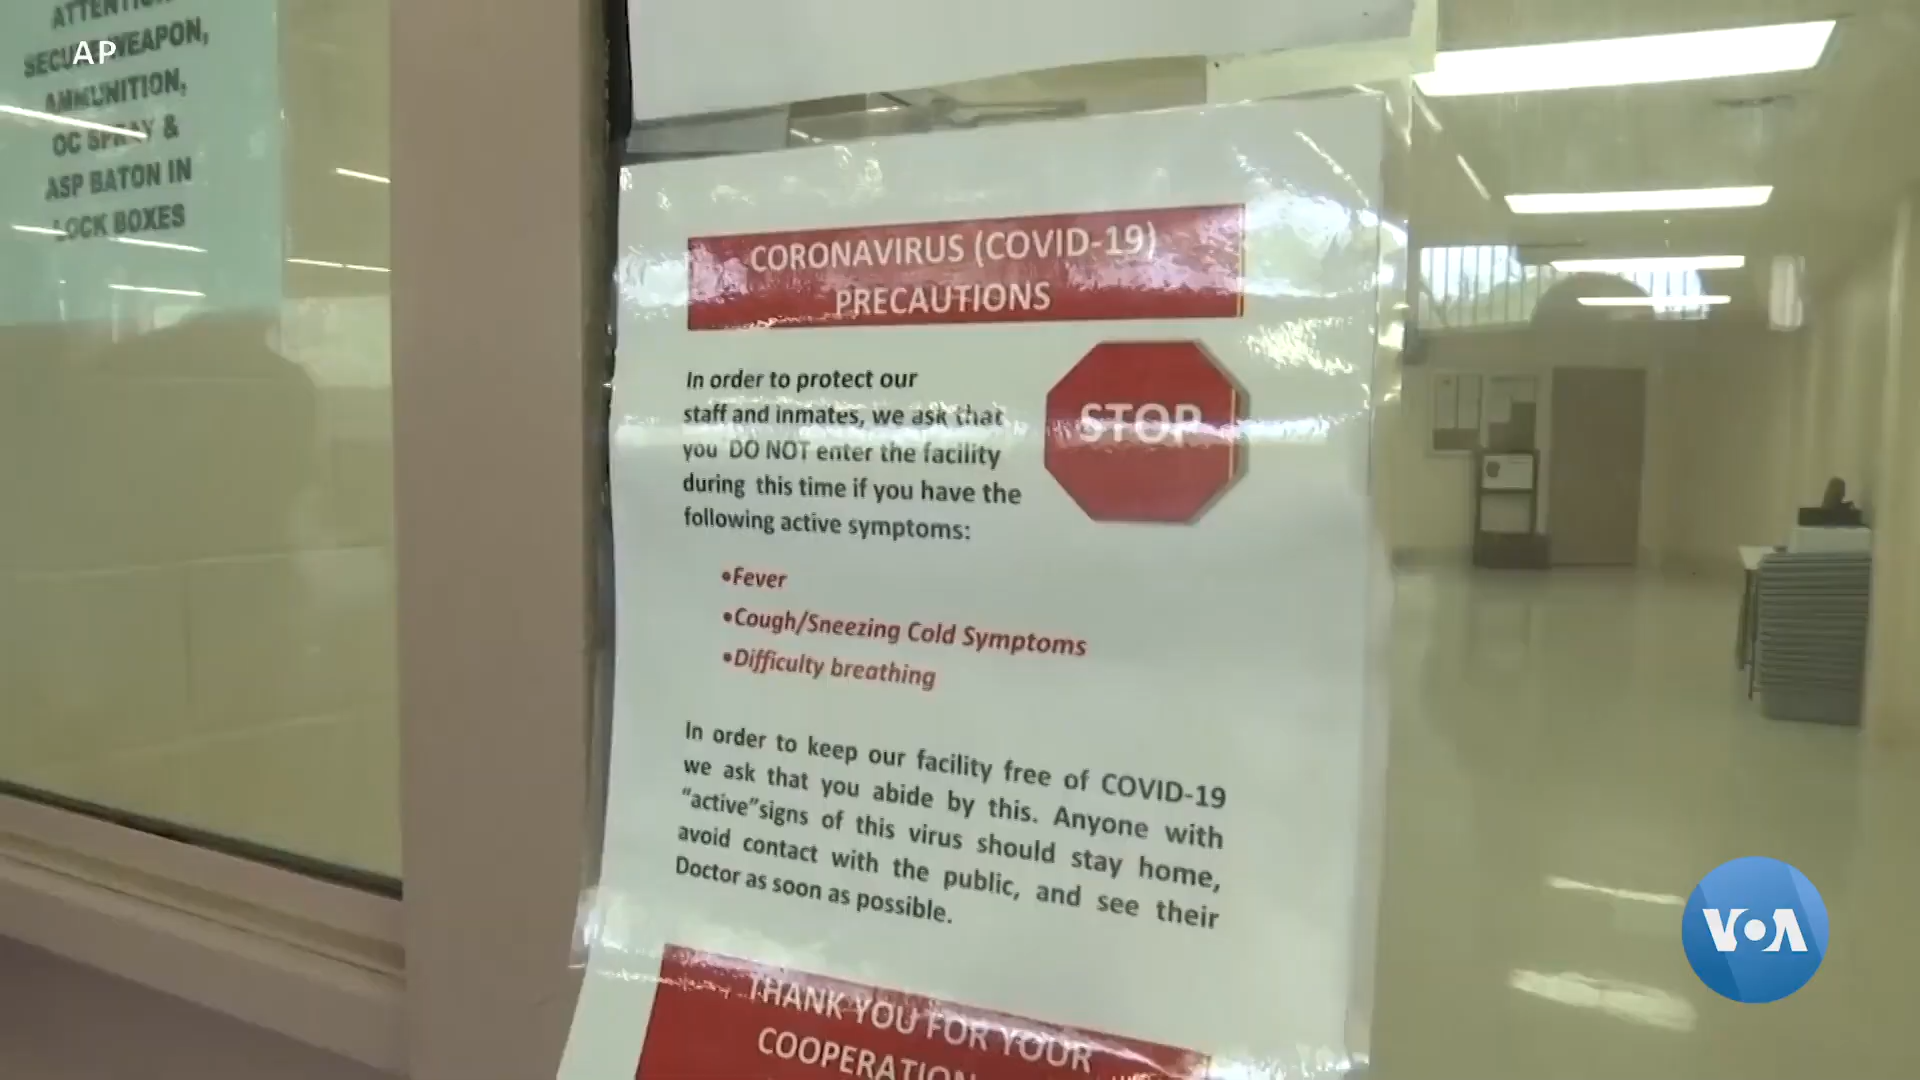 AP
ATTENTION
SECURE WEAPON,
AMMUNITION,
OC SPRAY &
ASP BATON IN
LOCK BOXES
CORONAVIRUS (COVID-19)
PRECAUTIONS
STOP
In order to protect our
staff and inmates, we ask that
you DO NOT enter the facility
during this time if you have the
following active symptoms:
•Fever
•Cough/Sneezing Cold Symptoms
•Difficulty breathing
In order to keep our facility free of COVID-19
we ask that you abide by this. Anyone with
“active”signs of this virus should stay home,
avoid contact with the public, and see their
Doctor as soon as possible.
THANK YOU FOR YOUR
COOPERATION
VOA